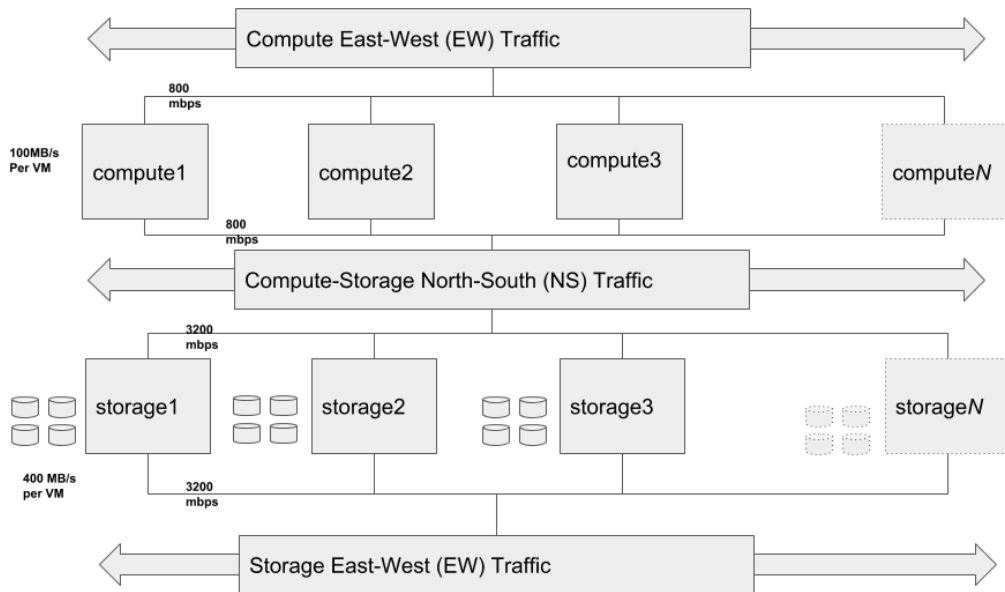 Compute East-West (EW) Traffic
800
mbps
100MB/s
Per VM
compute1
compute2
compute3
computeN
800
mbps
Compute-Storage North-South (NS) Traffic
3200
mbps
storage1
storage2
storage3
storageN
400 MB/s
per VM
3200
mbps
Storage East-West (EW) Traffic